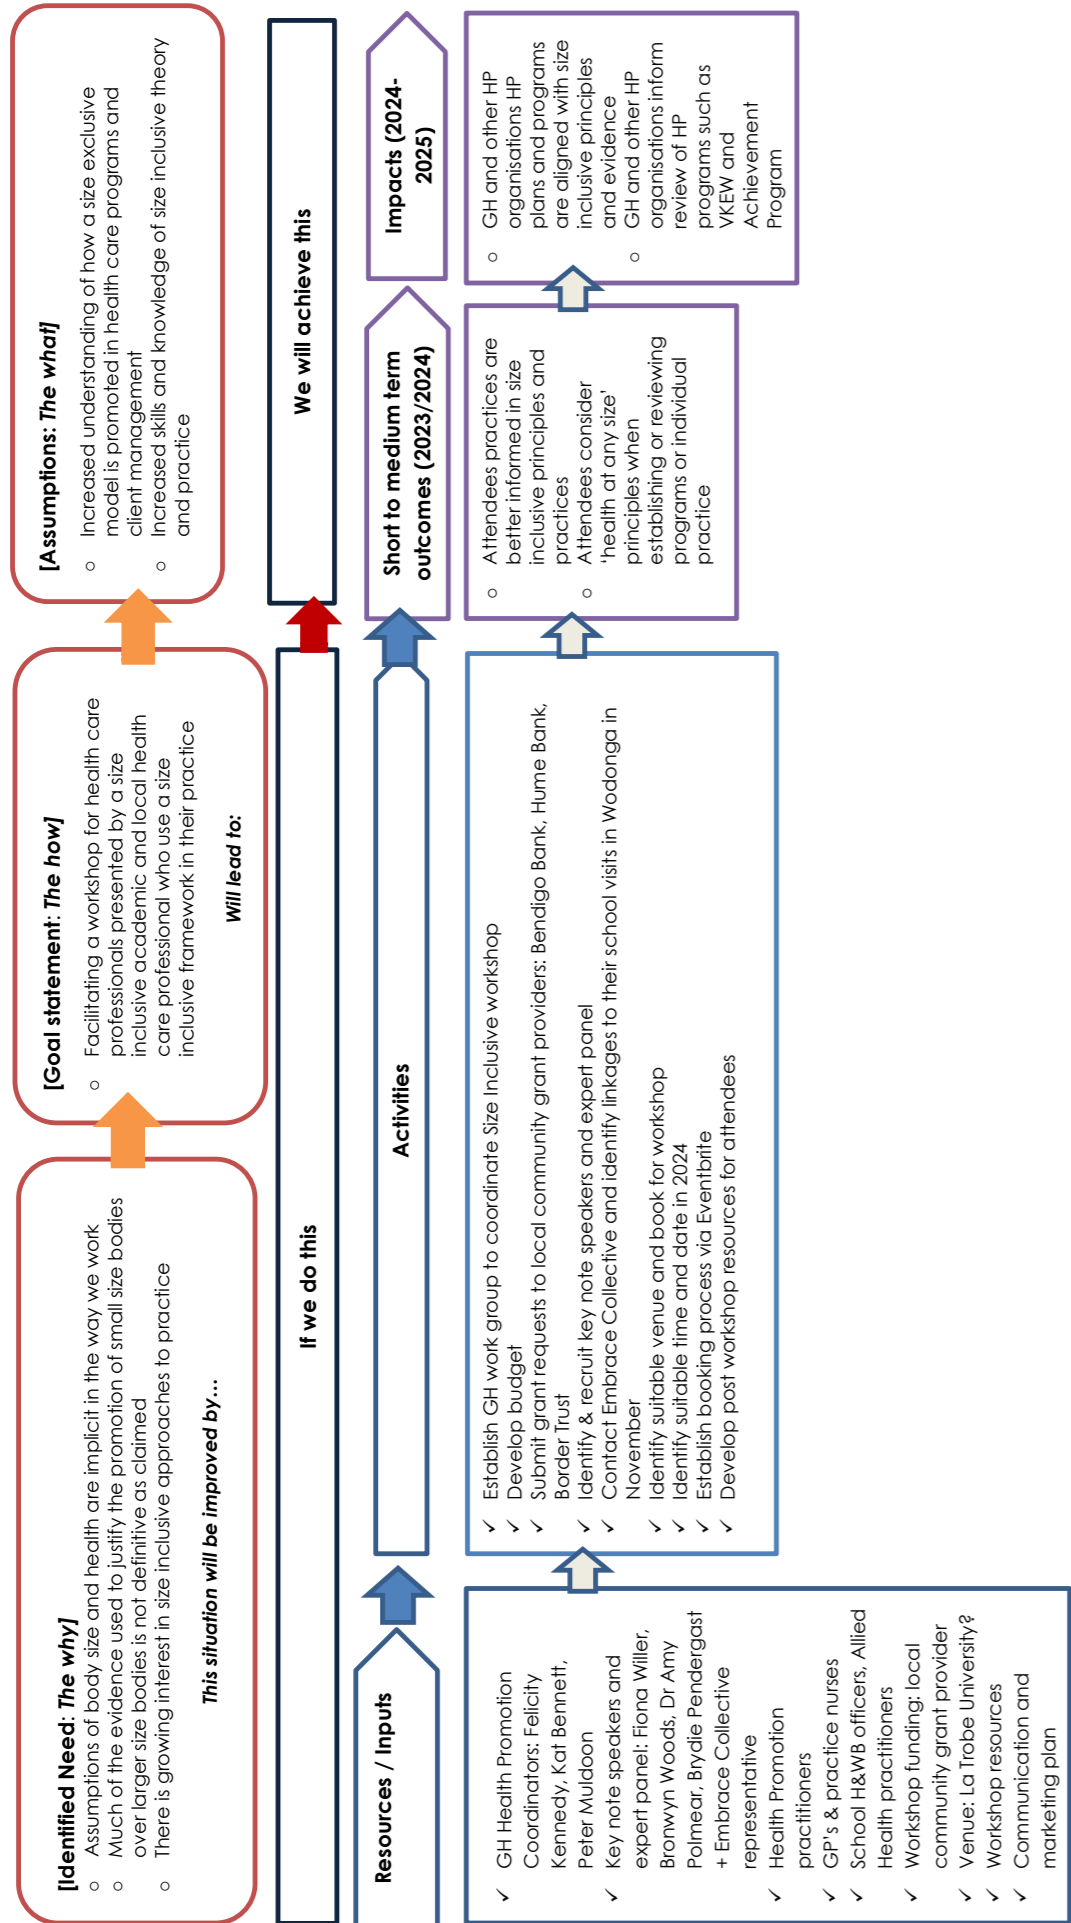 [Identified Need: The why]
○ Assumptions of body size and health are implicit in the way we work
○ Much of the evidence used to justify the promotion of small size bodies
over larger size bodies is not definitive as claimed
○ There is growing interest in size inclusive approaches to practice
This situation will be improved by…
[Goal statement: The how]
○ Facilitating a workshop for health care
professionals presented by a size
inclusive academic and local health
care professional who use a size
inclusive framework in their practice
Will lead to:
[Assumptions: The what]
○ Increased understanding of how a size exclusive
model is promoted in health care programs and
client management
○ Increased skills and knowledge of size inclusive theory
and practice
If we do this
We will achieve this
Resources / Inputs
Activities
Short to medium term
outcomes (2023/2024)
Impacts (2024-
2025)
✓ GH Health Promotion
Coordinators: Felicity
Kennedy, Kat Bennett,
Peter Muldoon
✓ Key note speakers and
expert panel: Fiona Willer,
Bronwyn Woods, Dr Amy
Polmear, Brydie Pendergast
+ Embrace Collective
representative
✓ Health Promotion
practitioners
✓ GP's & practice nurses
✓ School H&WB officers, Allied
Health practitioners
✓ Workshop funding: local
community grant provider
✓ Venue: La Trobe University?
✓ Workshop resources
✓ Communication and
marketing plan
✓ Establish GH work group to coordinate Size Inclusive workshop
✓ Develop budget
✓ Submit grant requests to local community grant providers: Bendigo Bank, Hume Bank,
Border Trust
✓ Identify & recruit key note speakers and expert panel
✓ Contact Embrace Collective and identify linkages to their school visits in Wodonga in
November
✓ Identify suitable venue and book for workshop
✓ Identify suitable time and date in 2024
✓ Establish booking process via Eventbrite
✓ Develop post workshop resources for attendees
○ Attendees practices are
better informed in size
inclusive principles and
practices
○ Attendees consider
'health at any size'
principles when
establishing or reviewing
programs or individual
practice
○ GH and other HP
organisations HP
plans and programs
are aligned with size
inclusive principles
and evidence
○ GH and other HP
organisations inform
review of HP
programs such as
VKEW and
Achievement
Program